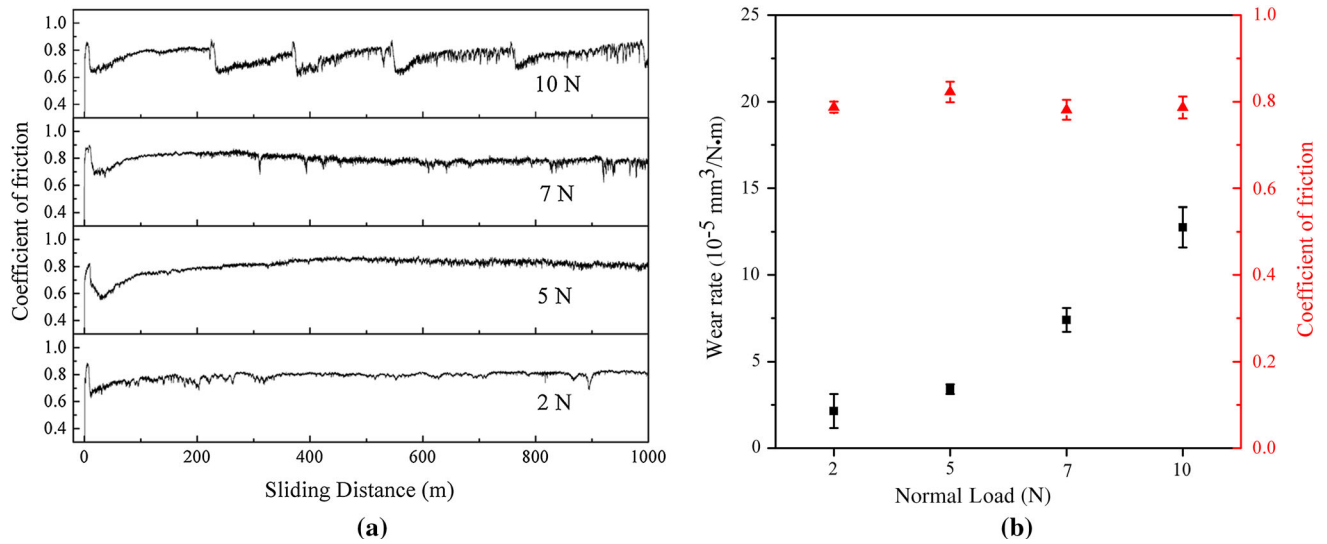 1.0
0.8
0.6
0.4
10 N
1.0
0.8
0.6
0.4
7 N
1.0
0.8
0.6
0.4
5 N
1.0
0.8
0.6
0.4
2 N
0 200 400 600 800 1000
Coefficient of friction
Sliding Distance (m)
(a)
25
20
15
10
5
0
Wear rate (10⁻⁵ mm³/N•m)
2 5 7 10
Normal Load (N)
1.0
0.8
0.6
0.4
0.2
0.0
Coefficient of friction
(b)